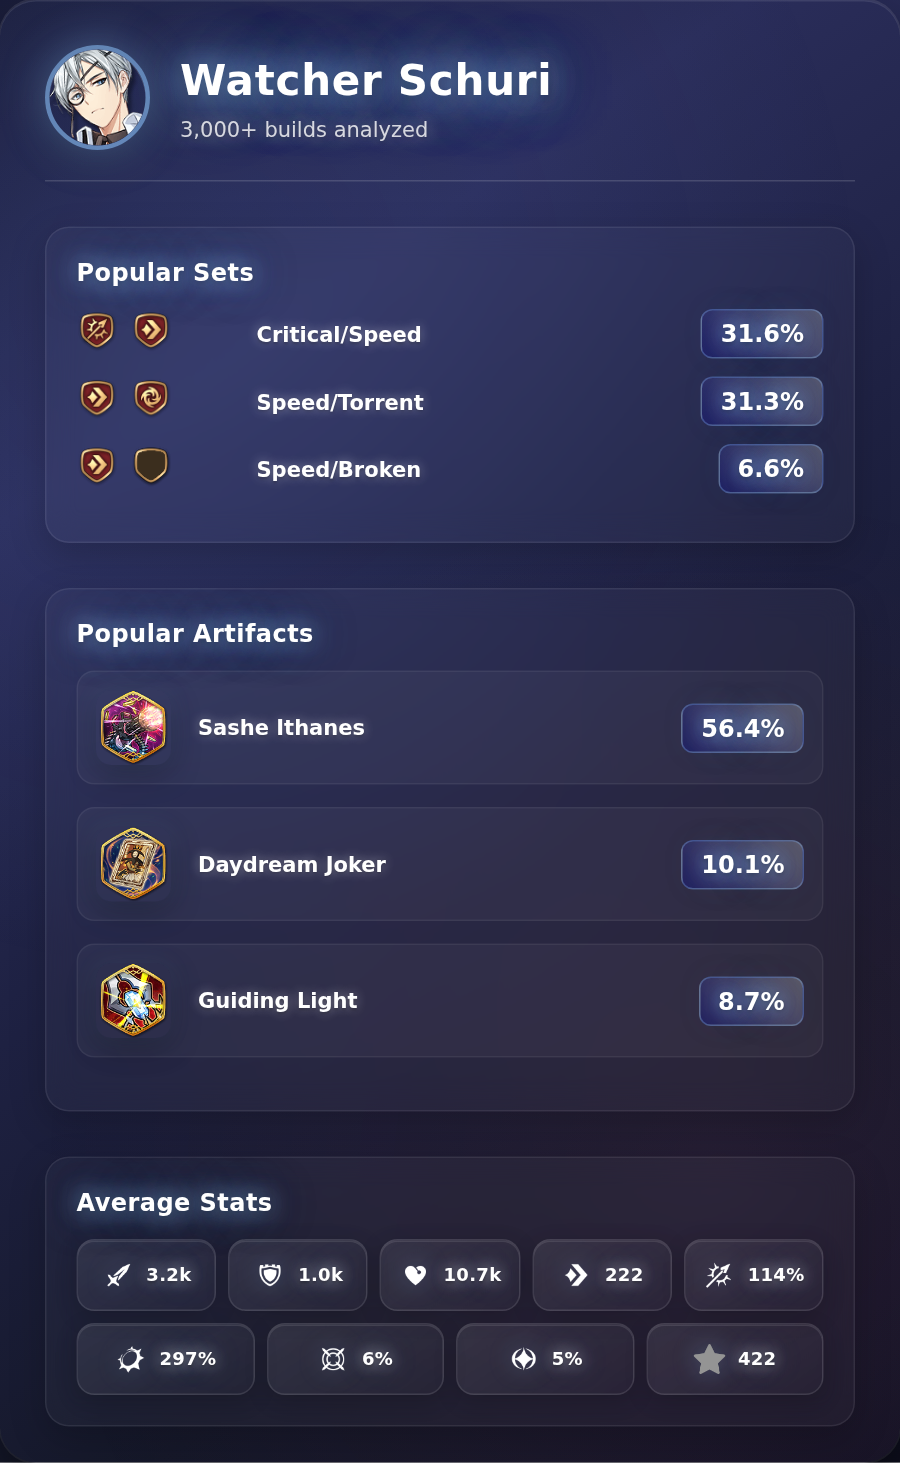 Watcher Schuri
3,000+ builds analyzed
Popular Sets
Critical/Speed 31.6%
Speed/Torrent 31.3%
Speed/Broken 6.6%
Popular Artifacts
Sashe Ithanes 56.4%
Daydream Joker 10.1%
Guiding Light 8.7%
Average Stats
3.2k 1.0k 10.7k 222 114%
297% 6% 5% 422